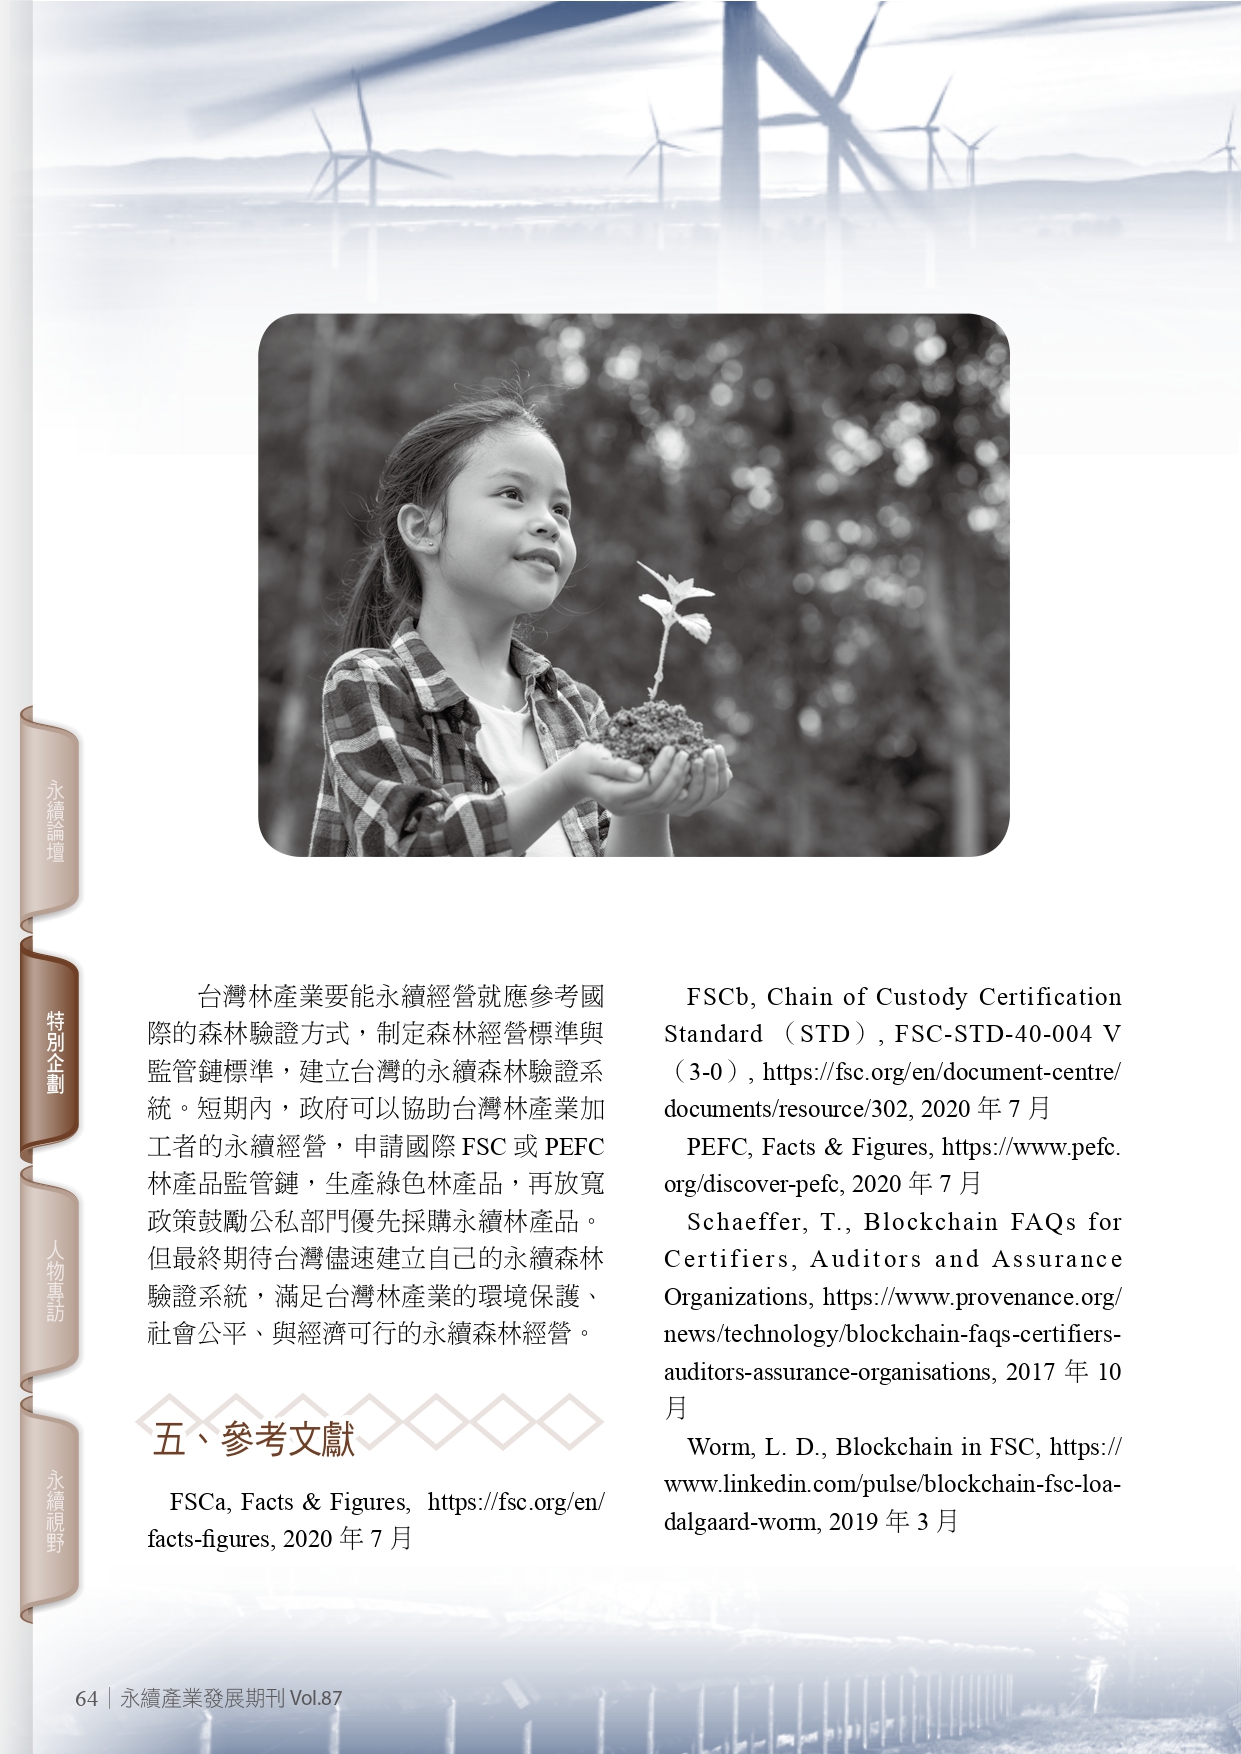 永續論壇
特別企劃
人物專訪
永續視野
台灣林產業要能永續經營就應參考國
際的森林驗證方式，制定森林經營標準與
監管鏈標準，建立台灣的永續森林驗證系
統。短期內，政府可以協助台灣林產業加
工者的永續經營，申請國際 FSC 或 PEFC
林產品監管鏈，生產綠色林產品，再放寬
政策鼓勵公私部門優先採購永續林產品。
但最終期待台灣儘速建立自己的永續森林
驗證系統，滿足台灣林產業的環境保護、
社會公平、與經濟可行的永續森林經營。
五、參考文獻
FSCa, Facts & Figures, https://fsc.org/en/
facts-figures, 2020 年 7 月
FSCb, Chain of Custody Certification
Standard （STD）, FSC-STD-40-004 V
（3-0）, https://fsc.org/en/document-centre/
documents/resource/302, 2020 年 7 月
PEFC, Facts & Figures, https://www.pefc.
org/discover-pefc, 2020 年 7 月
Schaeffer, T., Blockchain FAQs for
Certifiers, Auditors and Assurance
Organizations, https://www.provenance.org/
news/technology/blockchain-faqs-certifiers-
auditors-assurance-organisations, 2017 年 10
月
Worm, L. D., Blockchain in FSC, https://
www.linkedin.com/pulse/blockchain-fsc-loa-
dalgaard-worm, 2019 年 3 月
64 | 永續產業發展期刊 Vol.87